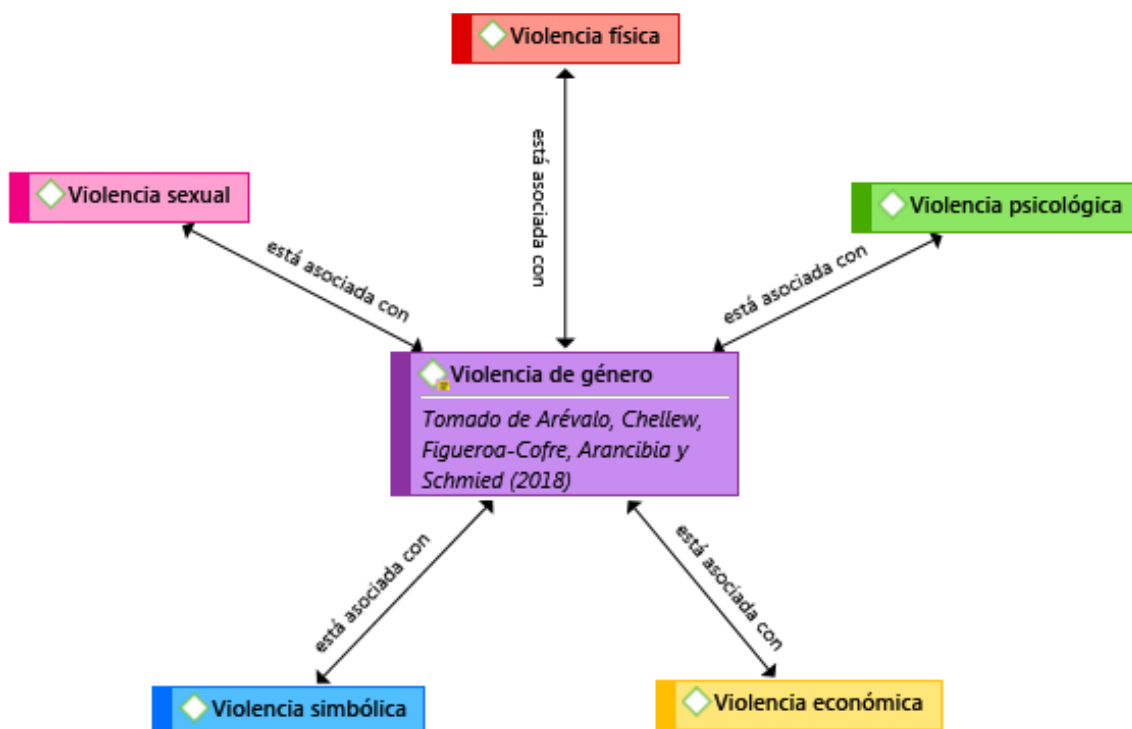 Violencia física
está asociada con
Violencia sexual
está asociada con
Violencia psicológica
está asociada con
Violencia de género
Tomado de Arévalo, Chellew,
Figueroa-Cofre, Arancibia y
Schmied (2018)
está asociada con
está asociada con
Violencia simbólica
Violencia económica